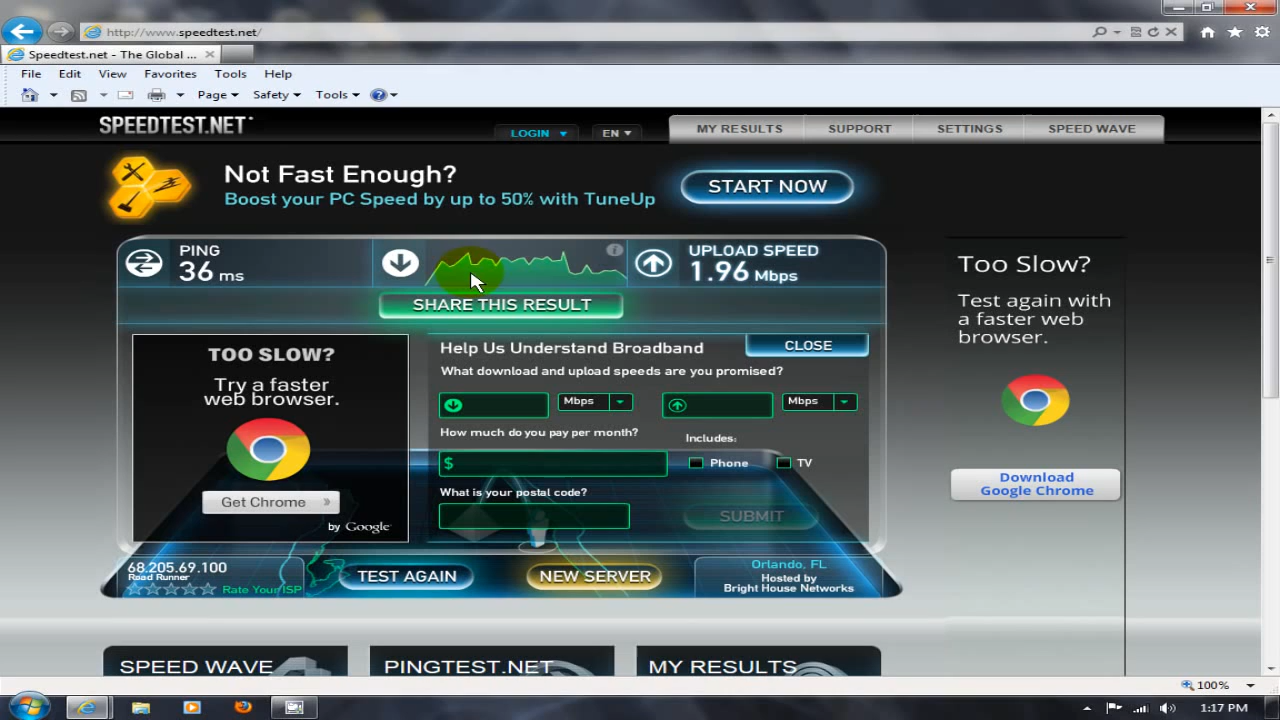 http://www.speedtest.net/
Speedtest.net - The Global ...
File Edit View Favorites Tools Help
Page Safety Tools
SPEEDTEST.NET
LOGIN EN MY RESULTS SUPPORT SETTINGS SPEED WAVE
Not Fast Enough?
Boost your PC Speed by up to 50% with TuneUp
START NOW
PING
36 ms
UPLOAD SPEED
1.96 Mbps
SHARE THIS RESULT
TOO SLOW?
Try a faster
web browser.
Get Chrome »
by Google
Help Us Understand Broadband
CLOSE
What download and upload speeds are you promised?
Mbps Mbps
How much do you pay per month?
Includes:
$
Phone TV
What is your postal code?
SUBMIT
68.205.69.100
Road Runner
Rate Your ISP
TEST AGAIN
NEW SERVER
Orlando, FL
Hosted by
Bright House Networks
Too Slow?
Test again with
a faster web
browser.
Download
Google Chrome
SPEED WAVE
PINGTEST.NET
MY RESULTS
100%
1:17 PM